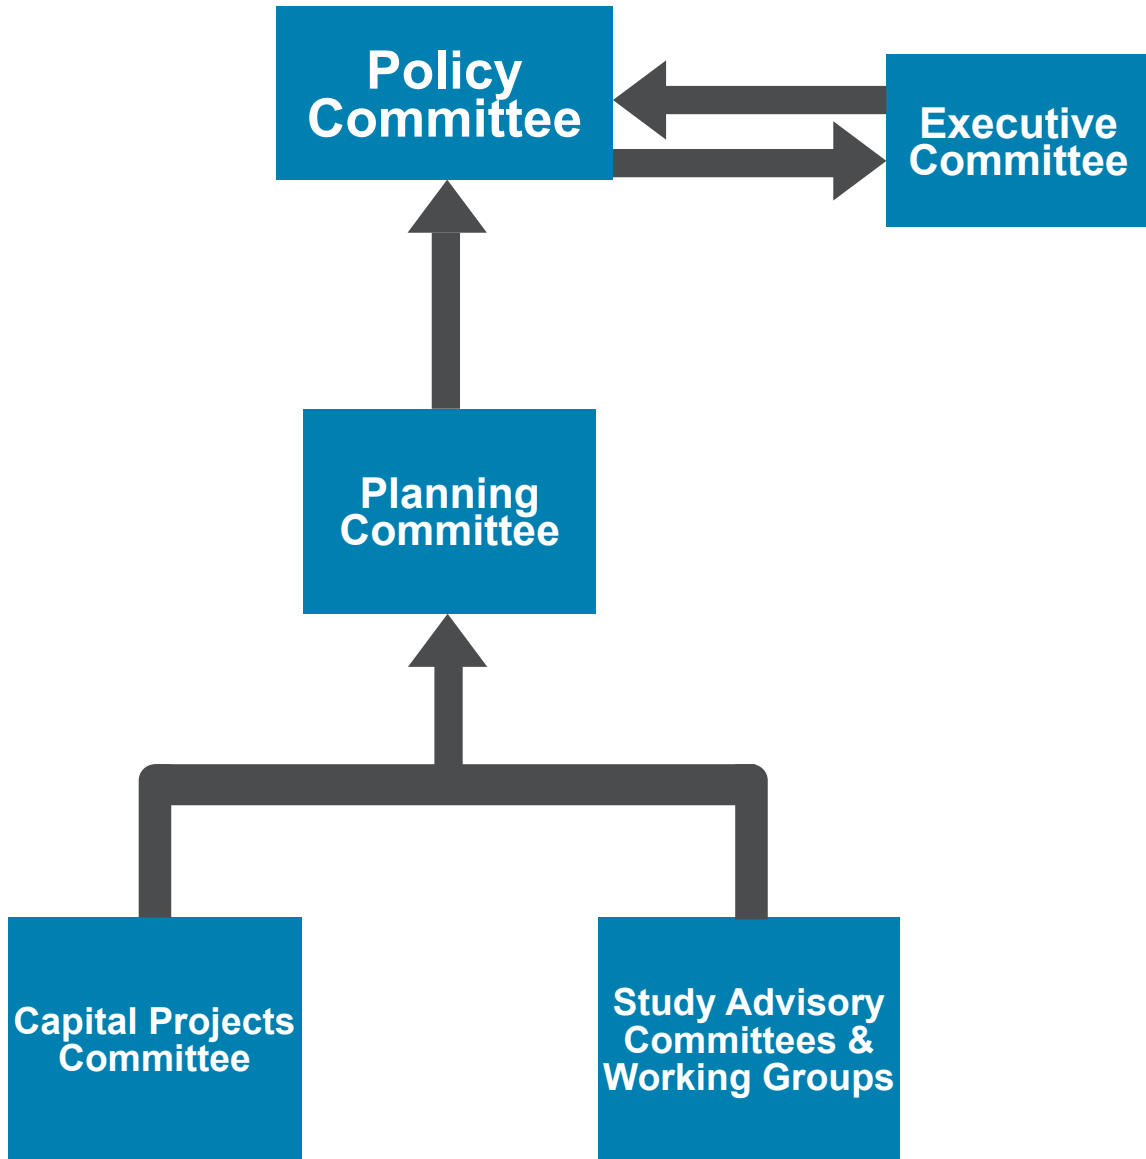 Policy
Committee
Executive
Committee
Planning
Committee
Capital Projects
Committee
Study Advisory
Committees &
Working Groups